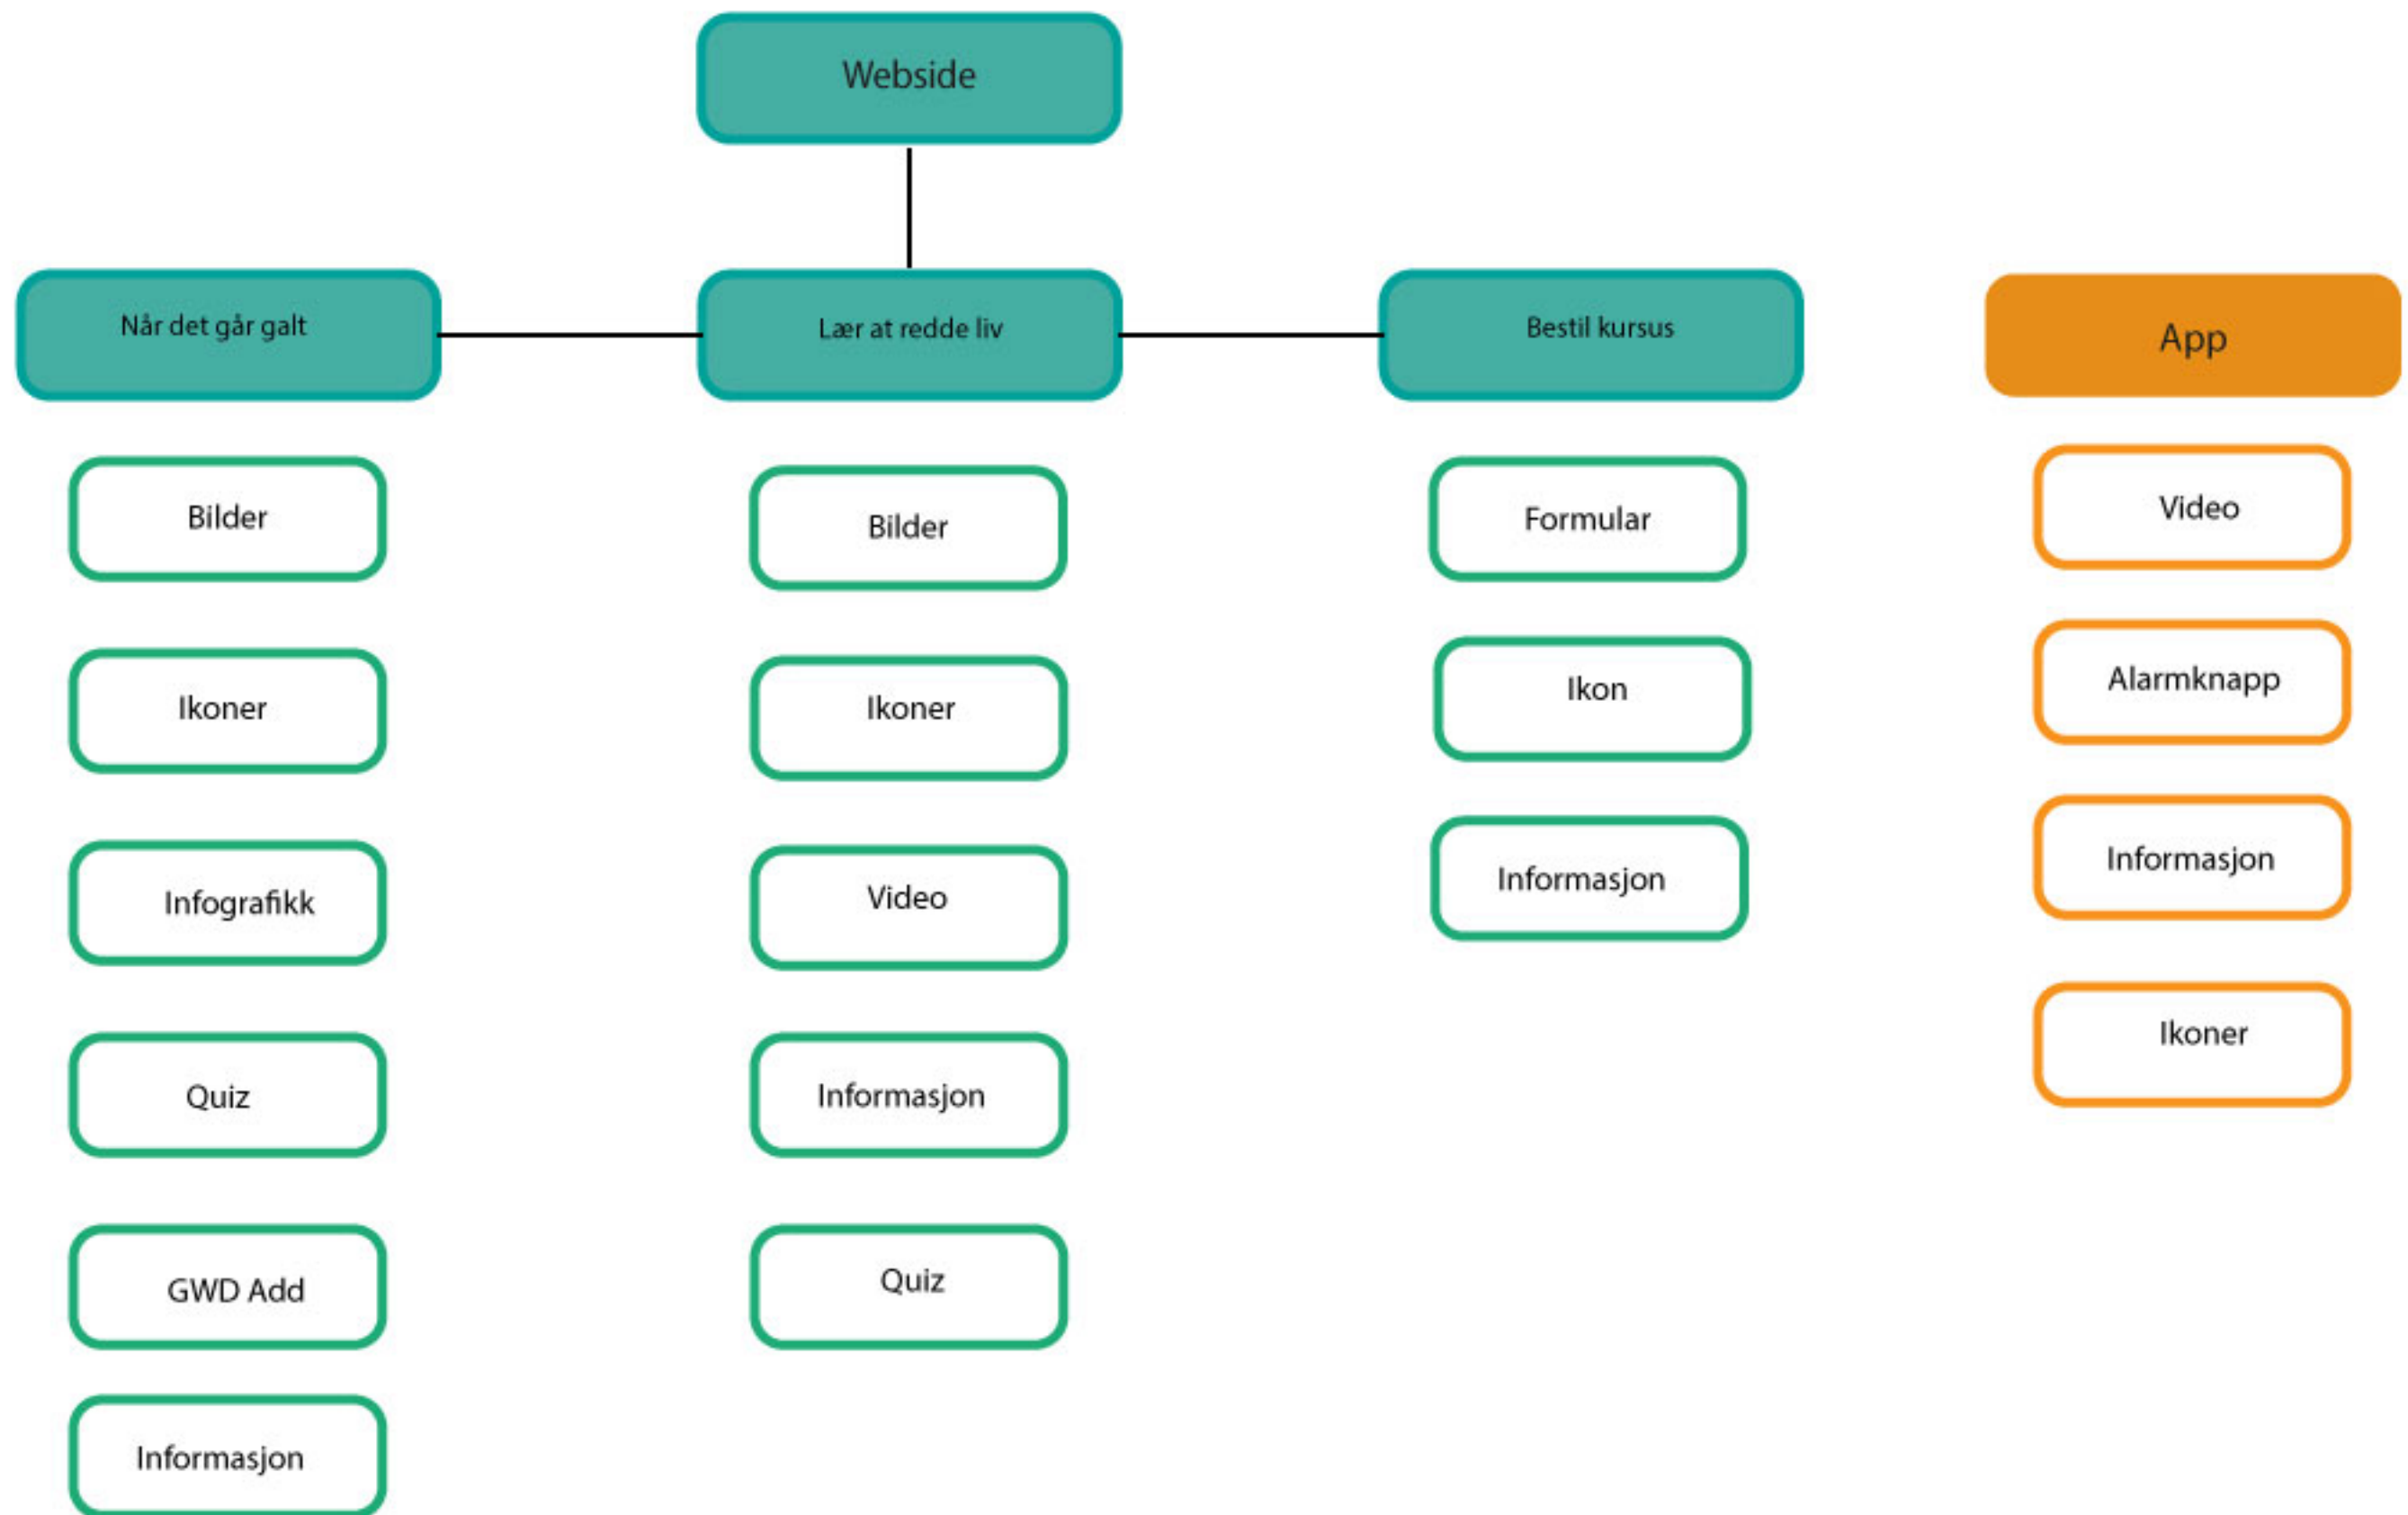 Webside
Når det går galt
Lær at redde liv
Bestil kursus
App
Bilder
Ikoner
Infografikk
Quiz
GWD Add
Informasjon
Bilder
Ikoner
Video
Informasjon
Quiz
Formular
Ikon
Informasjon
Video
Alarmknapp
Informasjon
Ikoner